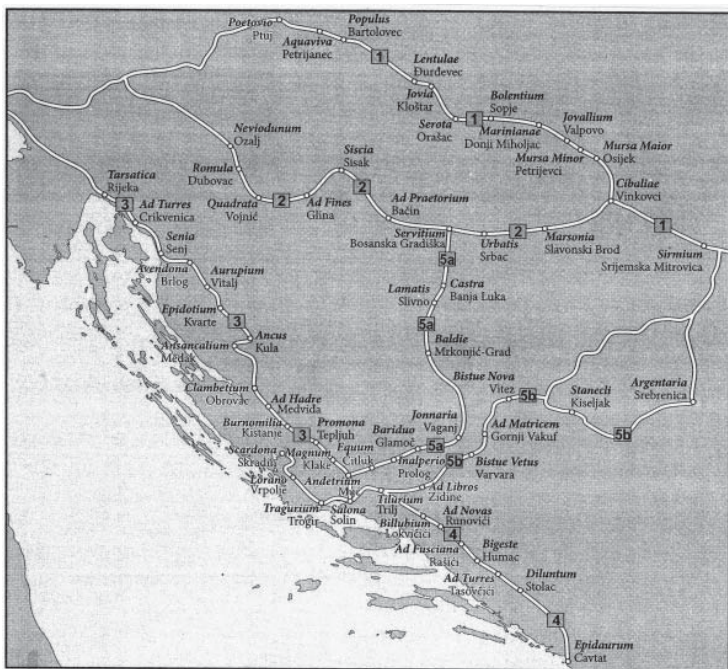 Poetovio
Ptuj
Populus
Bartolovec
Aquaviva
Petrijanec
1
Lentulae
Đurđevec
Jovia
Kloštar
Bolentium
Sopje
1
Serota
Orašac
Marinianae
Donji Miholjac
Jovallium
Valpovo
Mursa Minor
Petrijevci
Mursa Maior
Osijek
Neviodunum
Ozalj
Siscia
Sisak
Romula
Dubovac
Tarsatica
Rijeka
Cibaliae
Vinkovci
3
Ad Turres
Crikvenica
Quadrata
Vojnić
2
Ad Fines
Glina
2
Ad Praetorium
Baćin
Servitium
Bosanska Gradiška
Urbatis
Srbac
2
Marsonia
Slavonski Brod
1
Sirmium
Srijemska Mitrovica
Senia
Senj
Avendona
Brlog
Aurupium
Vitalj
5a
Lamatis
Slivno
Castra
Banja Luka
Epidotium
Kvarte
3
5a
Ancus
Kula
Ansancalium
Medak
Baldie
Mrkonjić-Grad
Bistue Nova
Vitez
5b
Stanecli
Kiseljak
Argentaria
Srebrenica
Clambetium
Obrovac
Ad Hadre
Medviđa
Jonnaria
Vaganj
Ad Matricem
Gornji Vakuf
5b
Burnomilia
Kistanje
3
Promona
Tepljuh
Bariduo
Glamoč
5a
Scardona
Skradin
Magnum
Klake
Equum
Čitluk
Inalperio
Prolog
5b
Bistue Vetus
Varvara
Lorano
Vrpolje
Andetrium
Muć
Ad Libros
Zidine
Tragurium
Trogir
Salona
Solin
Tilurium
Trilj
Ad Novas
Runovići
Billubium
Lokvičići
4
Ad Fusciana
Rašići
Bigeste
Humac
Ad Turres
Tasovčići
Diluntum
Stolac
4
Epidaurum
Cavtat